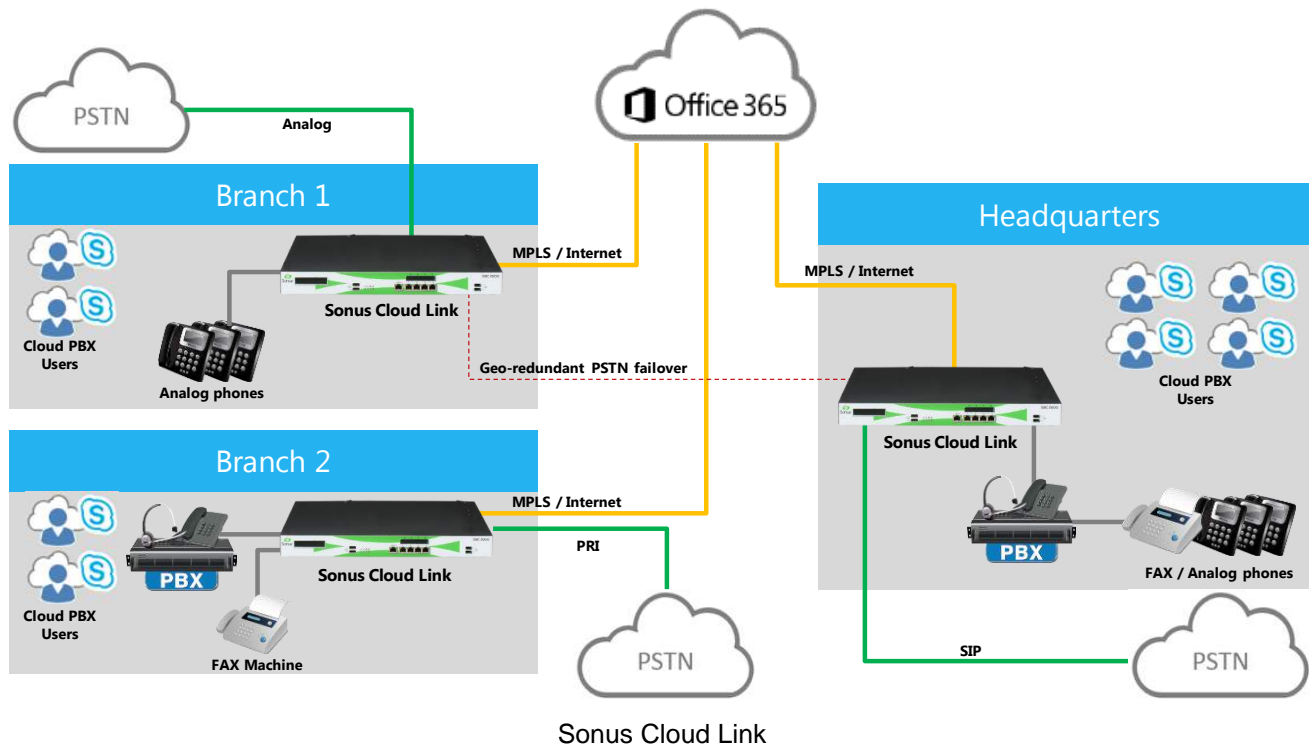 PSTN
Analog
Office 365
Branch 1
Headquarters
MPLS / Internet
MPLS / Internet
Sonus Cloud Link
Cloud PBX
Users
Analog phones
Geo-redundant PSTN failover
Cloud PBX
Users
Sonus Cloud Link
Branch 2
MPLS / Internet
PRI
PBX
Sonus Cloud Link
Cloud PBX
Users
FAX Machine
PBX
FAX / Analog phones
PSTN
SIP
PSTN
Sonus Cloud Link